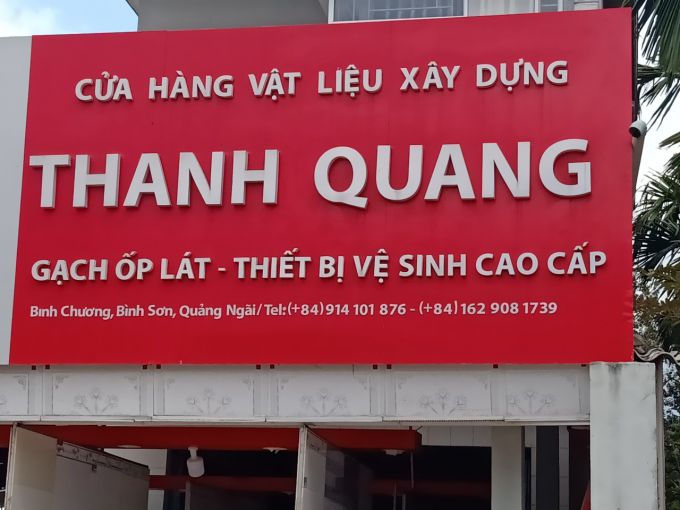 CỬA HÀNG VẬT LIỆU XÂY DỰNG
THANH QUANG
GẠCH ỐP LÁT - THIẾT BỊ VỆ SINH CAO CẤP
Bình Chương, Bình Sơn, Quảng Ngãi/Tel:(+84)914 101 876 - (+84)162 908 1739